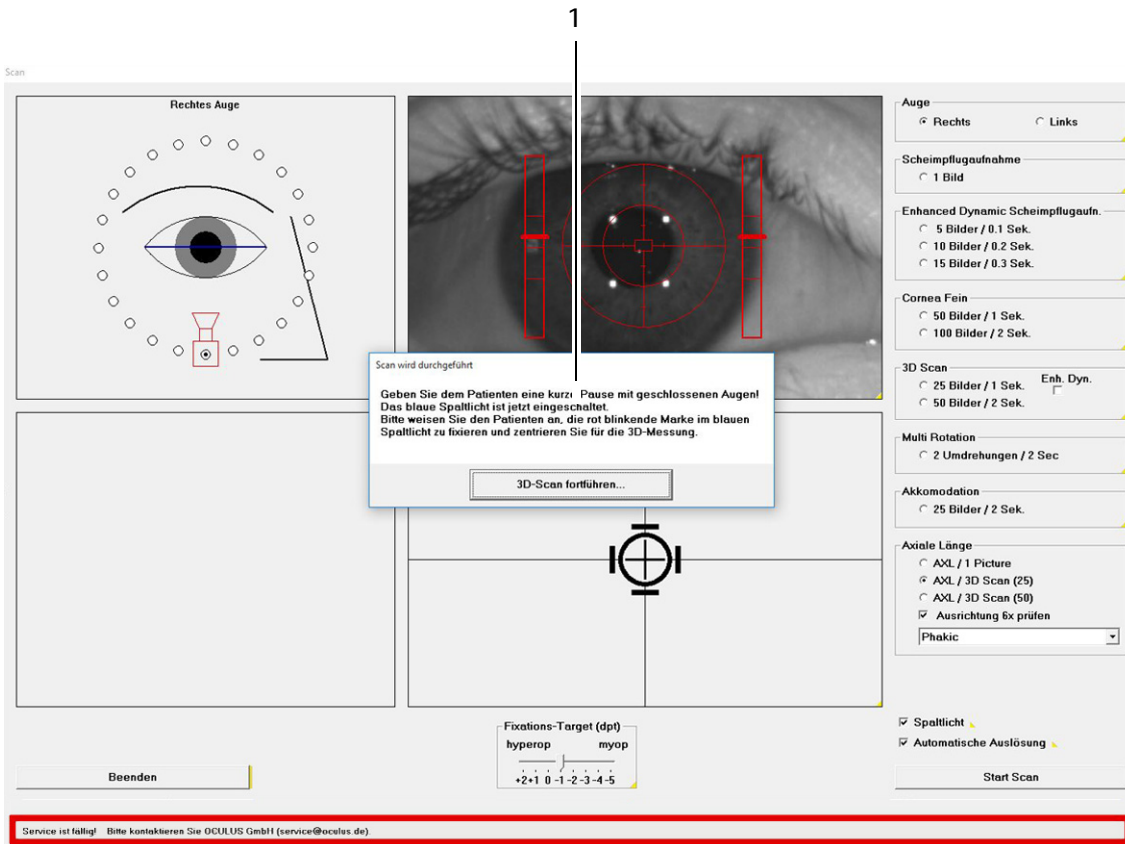 1
Scan
Rechtes Auge
Scan wird durchgeführt
Geben Sie dem Patienten eine kurze Pause mit geschlossenen Augen!
Das blaue Spaltlicht ist jetzt eingeschaltet.
Bitte weisen Sie den Patienten an, die rot blinkende Marke im blauen
Spaltlicht zu fixieren und zentrieren Sie für die 3D-Messung.
3D-Scan fortführen...
Auge
Rechts Links
Scheimpflugaufnahme
1 Bild
Enhanced Dynamic Scheimpflugaufn.
5 Bilder / 0.1 Sek.
10 Bilder / 0.2 Sek.
15 Bilder / 0.3 Sek.
Cornea Fein
50 Bilder / 1 Sek.
100 Bilder / 2 Sek.
3D Scan
25 Bilder / 1 Sek. Enh. Dyn.
50 Bilder / 2 Sek.
Multi Rotation
2 Umdrehungen / 2 Sec
Akkomodation
25 Bilder / 2 Sek.
Axiale Länge
AXL / 1 Picture
AXL / 3D Scan (25)
AXL / 3D Scan (50)
Ausrichtung 6x prüfen
Phakic
Spaltlicht
Automatische Auslösung
Fixations-Target (dpt)
hyperop myop
+2+1 0 -1 -2 -3 -4 -5
Beenden
Start Scan
Service ist fällig! Bitte kontaktieren Sie OCULUS GmbH (service@oculus.de).